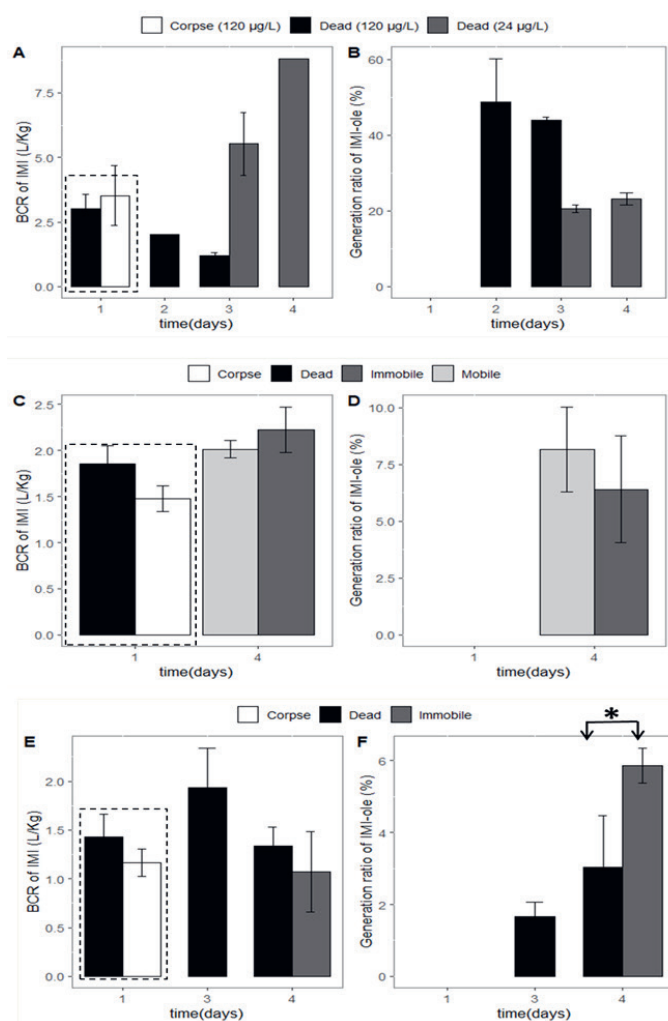 Corpse (120 µg/L) Dead (120 µg/L) Dead (24 µg/L)
A B
BCR of IMI (L/Kg)
7.5
5.0
2.5
0.0
1 2 3 4
time(days)
Generation ratio of IMI-ole (%)
60
40
20
0
1 2 3 4
time(days)
Corpse Dead Immobile Mobile
C D
BCR of IMI (L/Kg)
2.5
2.0
1.5
1.0
0.5
0.0
1 4
time(days)
Generation ratio of IMI-ole (%)
10.0
7.5
5.0
2.5
0.0
1 4
time(days)
Corpse Dead Immobile
E F
BCR of IMI (L/Kg)
2.0
1.5
1.0
0.5
0.0
1 3 4
time(days)
Generation ratio of IMI-ole (%)
6
4
2
0
*
1 3 4
time(days)